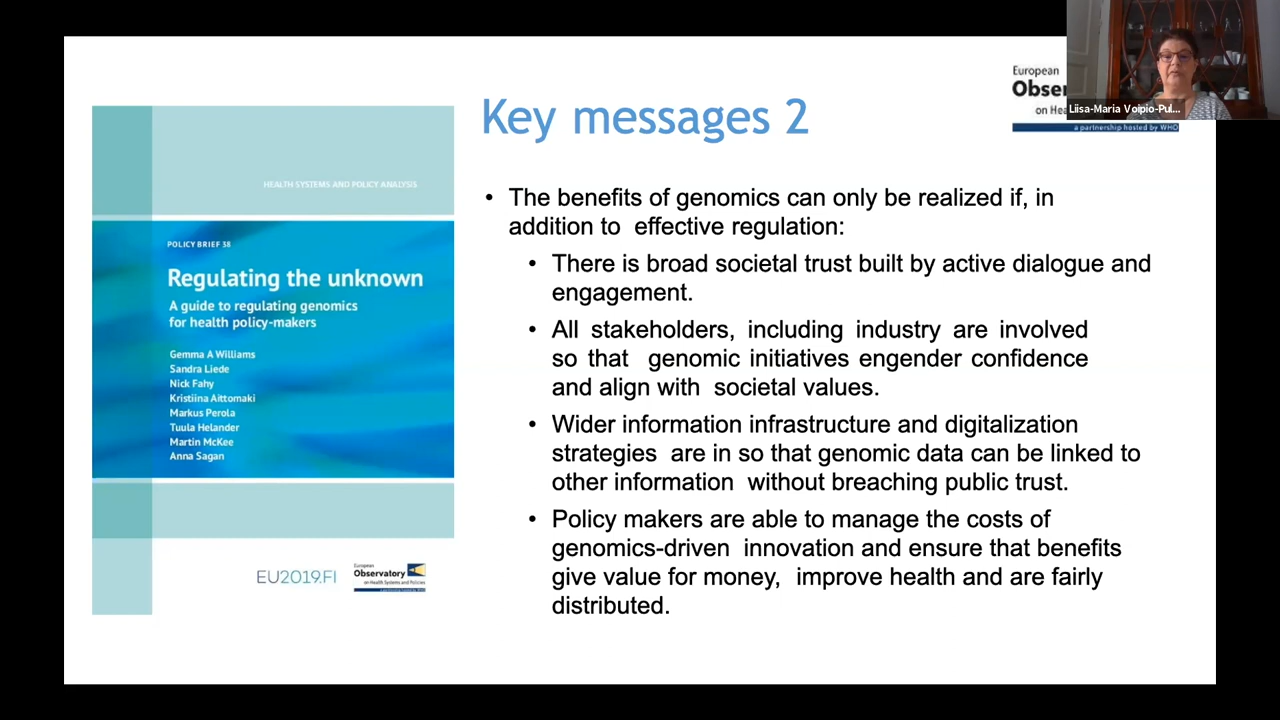 Key messages 2
European
Obser
on Hea
a partnership hosted by WHO
Liisa-Maria Voipio-Pul...
HEALTH SYSTEMS AND POLICY ANALYSIS
POLICY BRIEF 38
Regulating the unknown
A guide to regulating genomics
for health policy-makers
Gemma A Williams
Sandra Liede
Nick Fahy
Kristiina Aittomaki
Markus Perola
Tuula Helander
Martin McKee
Anna Sagan
EU2019.FI
European
Observatory
on Health Systems and Policies
a partnership hosted by WHO
• The benefits of genomics can only be realized if, in
addition to effective regulation:
• There is broad societal trust built by active dialogue and
engagement.
• All stakeholders, including industry are involved
so that genomic initiatives engender confidence
and align with societal values.
• Wider information infrastructure and digitalization
strategies are in so that genomic data can be linked to
other information without breaching public trust.
• Policy makers are able to manage the costs of
genomics-driven innovation and ensure that benefits
give value for money, improve health and are fairly
distributed.